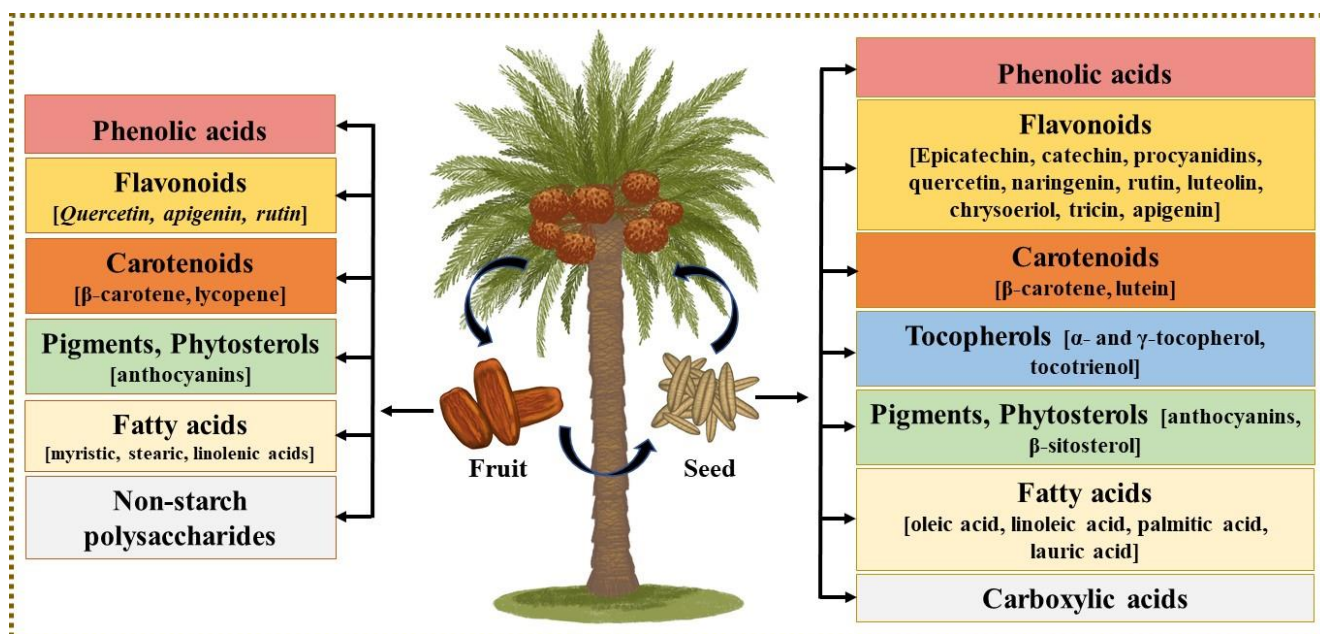 Phenolic acids
Flavonoids
[Quercetin, apigenin, rutin]
Carotenoids
[β-carotene, lycopene]
Pigments, Phytosterols
[anthocyanins]
Fatty acids
[myristic, stearic, linolenic acids]
Non-starch
polysaccharides
Fruit
Seed
Phenolic acids
Flavonoids
[Epicatechin, catechin, procyanidins,
quercetin, naringenin, rutin, luteolin,
chrysoeriol, tricin, apigenin]
Carotenoids
[β-carotene, lutein]
Tocopherols [α- and γ-tocopherol,
tocotrienol]
Pigments, Phytosterols [anthocyanins,
β-sitosterol]
Fatty acids
[oleic acid, linoleic acid, palmitic acid,
lauric acid]
Carboxylic acids